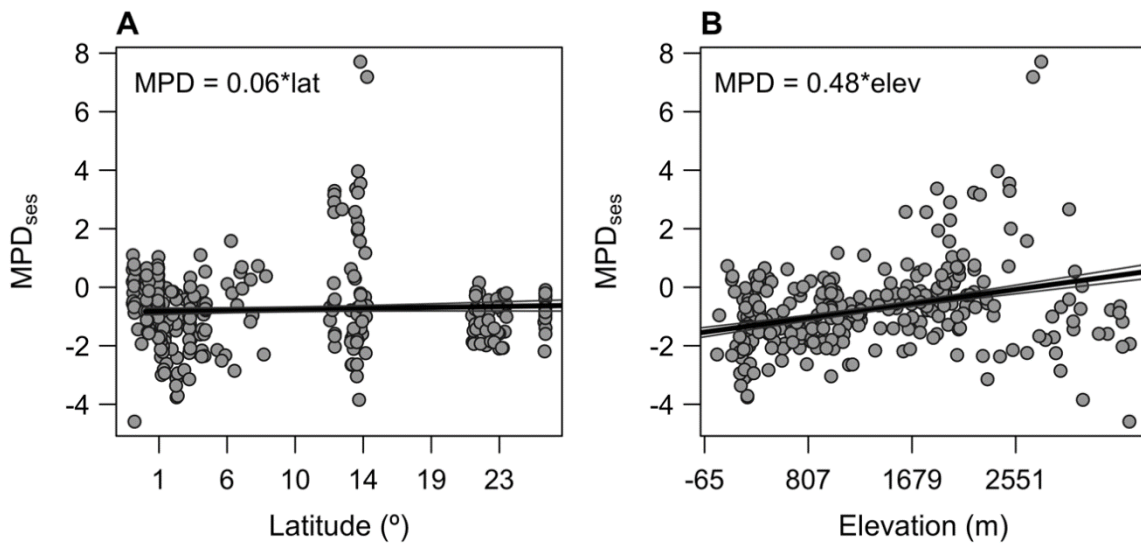 A
MPD = 0.06*lat
8
6
4
2
0
-2
-4
MPDses
1 6 10 14 19 23
Latitude (º)
B
MPD = 0.48*elev
8
6
4
2
0
-2
-4
MPDses
-65 807 1679 2551
Elevation (m)